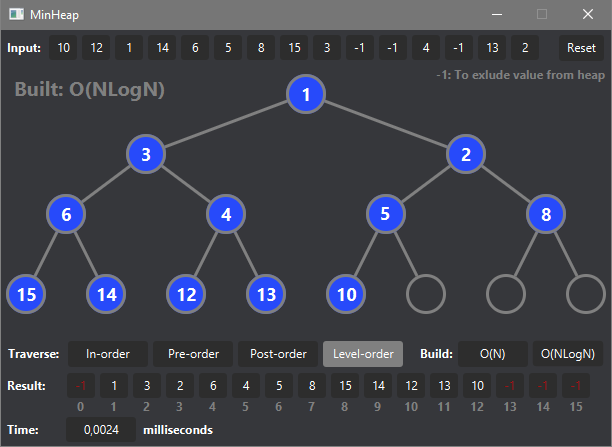 MinHeap
Input: 10 12 1 14 6 5 8 15 3 -1 -1 4 -1 13 2 Reset
-1: To exlude value from heap
Built: O(NLogN)
1
3 2
6 4 5 8
15 14 12 13 10
Traverse: In-order Pre-order Post-order Level-order Build: O(N) O(NLogN)
Result: -1 1 3 2 6 4 5 8 15 14 12 13 10 -1 -1 -1
0 1 2 3 4 5 6 7 8 9 10 11 12 13 14 15
Time: 0,0024 milliseconds